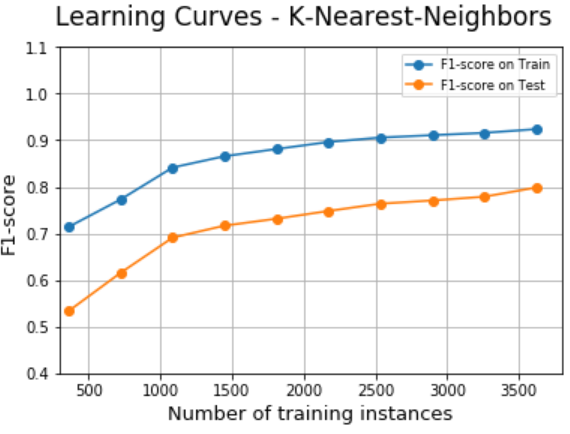 Learning Curves - K-Nearest-Neighbors
1.1
1.0
0.9
0.8
0.7
0.6
0.5
0.4
F1-score
F1-score on Train
F1-score on Test
500 1000 1500 2000 2500 3000 3500
Number of training instances